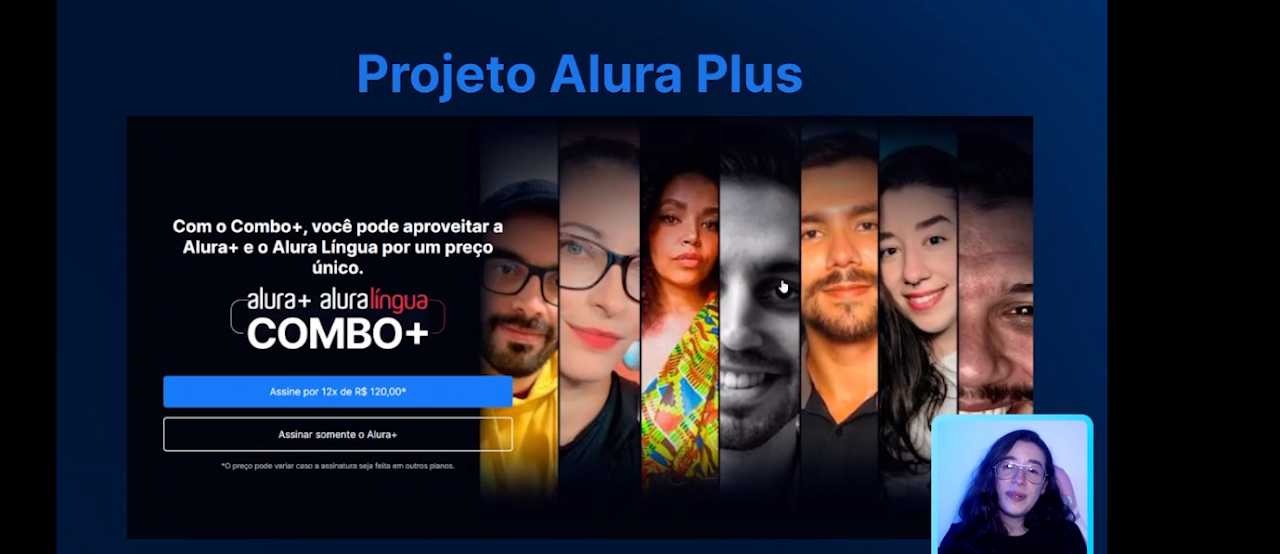 Projeto Alura Plus
Com o Combo+, você pode aproveitar a
Alura+ e o Alura Língua por um preço
único.
alura+ aluralíngua
COMBO+
Assine por 12x de R$ 120,00*
Assinar somente o Alura+
*O preço pode variar caso a assinatura seja feita em outros planos.